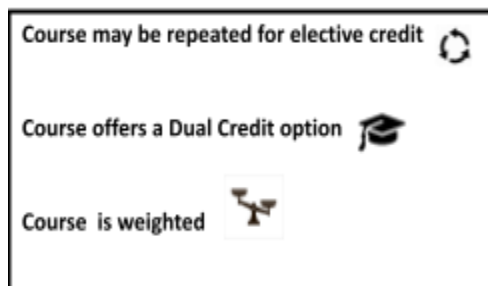 Course may be repeated for elective credit
Course offers a Dual Credit option
Course is weighted